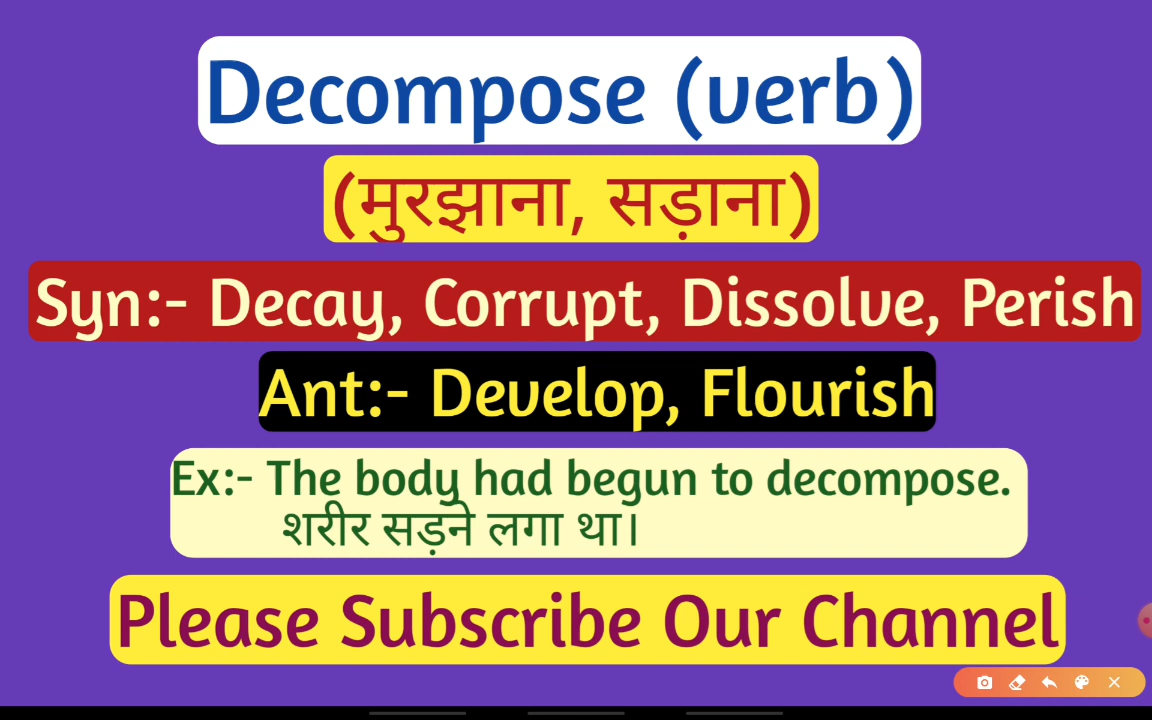 Decompose (verb)
(मुरझाना, सड़ाना)
Syn:- Decay, Corrupt, Dissolve, Perish
Ant:- Develop, Flourish
Ex:- The body had begun to decompose.
शरीर सड़ने लगा था।
Please Subscribe Our Channel